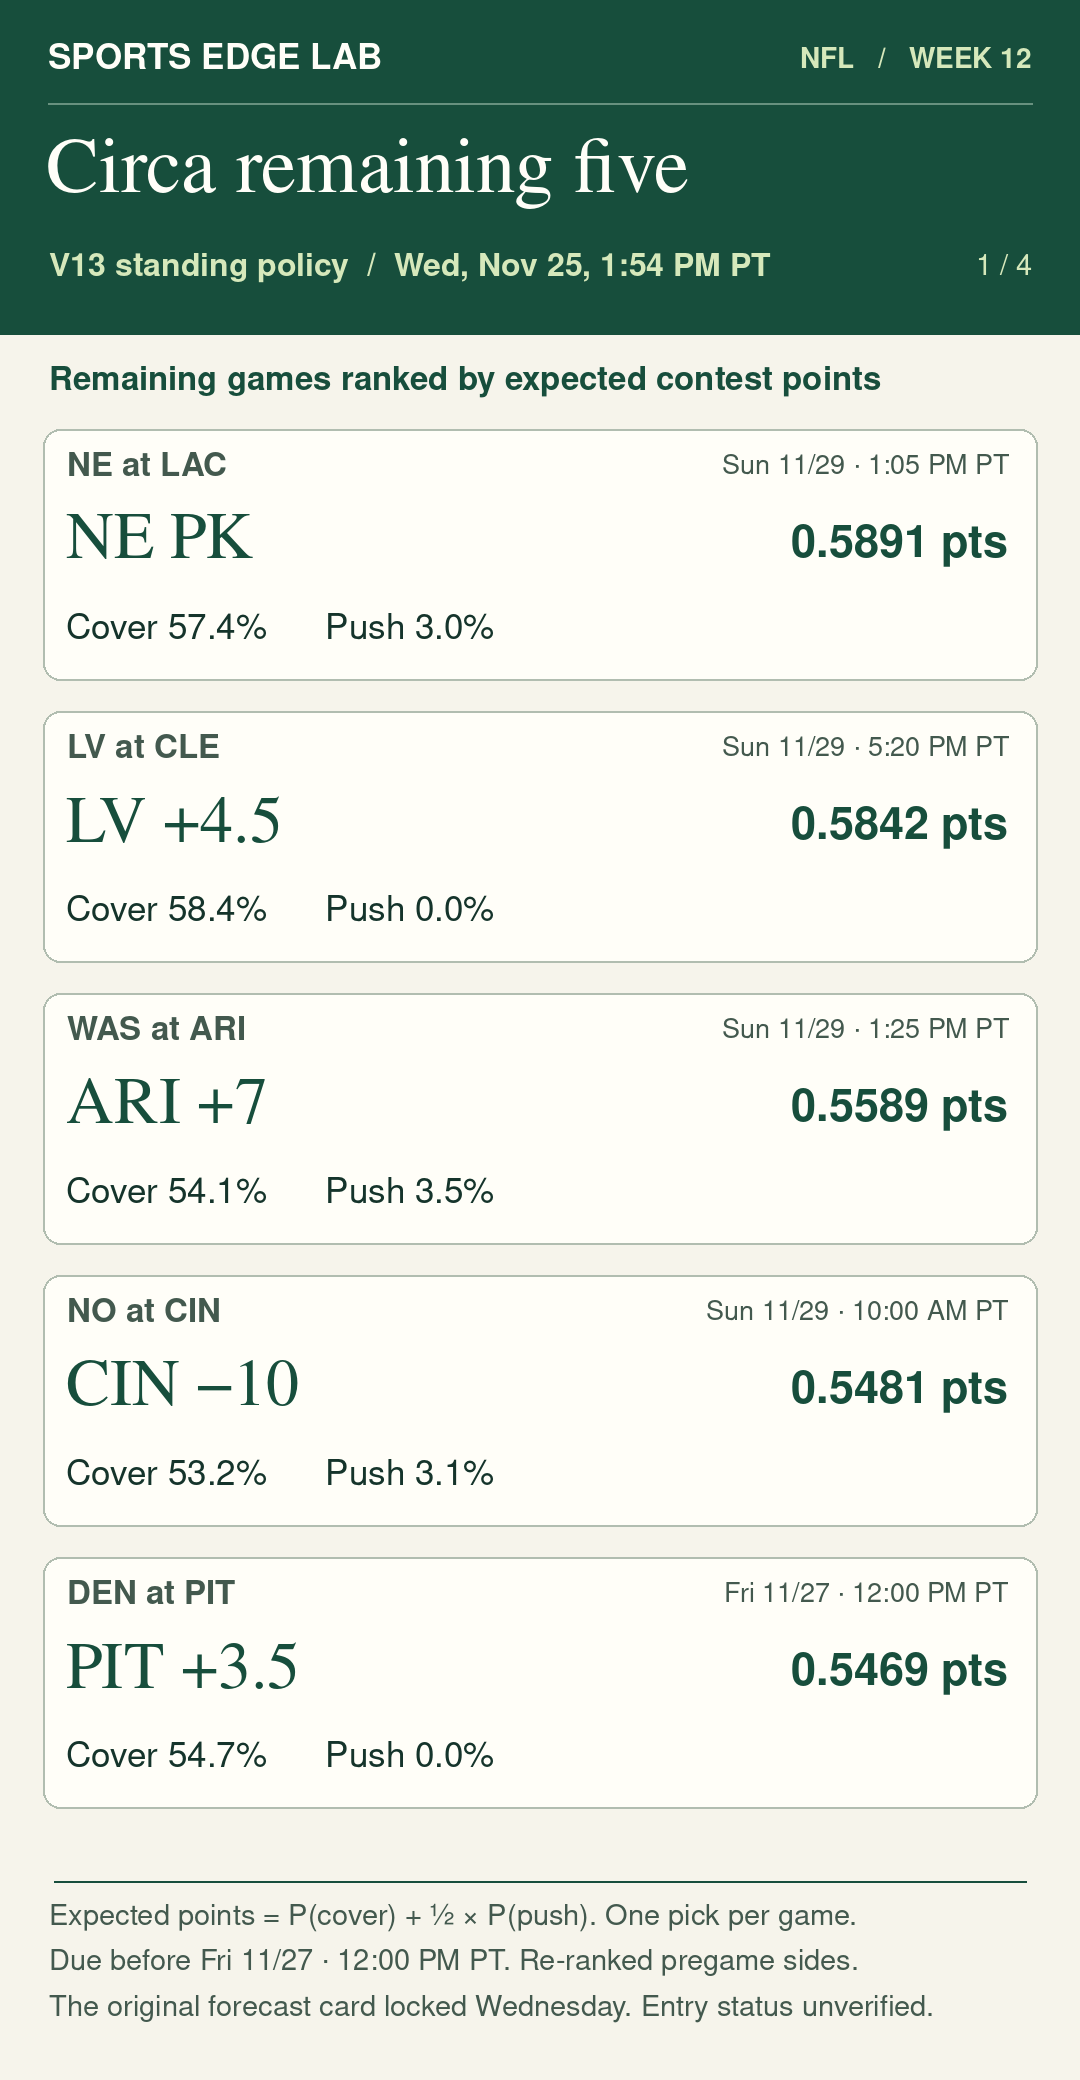 SPORTS EDGE LAB
NFL / WEEK 12
Circa remaining five
V13 standing policy / Wed, Nov 25, 1:54 PM PT
1 / 4
Remaining games ranked by expected contest points
NE at LAC
Sun 11/29 · 1:05 PM PT
NE PK
0.5891 pts
Cover 57.4% Push 3.0%
LV at CLE
Sun 11/29 · 5:20 PM PT
LV +4.5
0.5842 pts
Cover 58.4% Push 0.0%
WAS at ARI
Sun 11/29 · 1:25 PM PT
ARI +7
0.5589 pts
Cover 54.1% Push 3.5%
NO at CIN
Sun 11/29 · 10:00 AM PT
CIN −10
0.5481 pts
Cover 53.2% Push 3.1%
DEN at PIT
Fri 11/27 · 12:00 PM PT
PIT +3.5
0.5469 pts
Cover 54.7% Push 0.0%
Expected points = P(cover) + ½ × P(push). One pick per game.
Due before Fri 11/27 · 12:00 PM PT. Re-ranked pregame sides.
The original forecast card locked Wednesday. Entry status unverified.